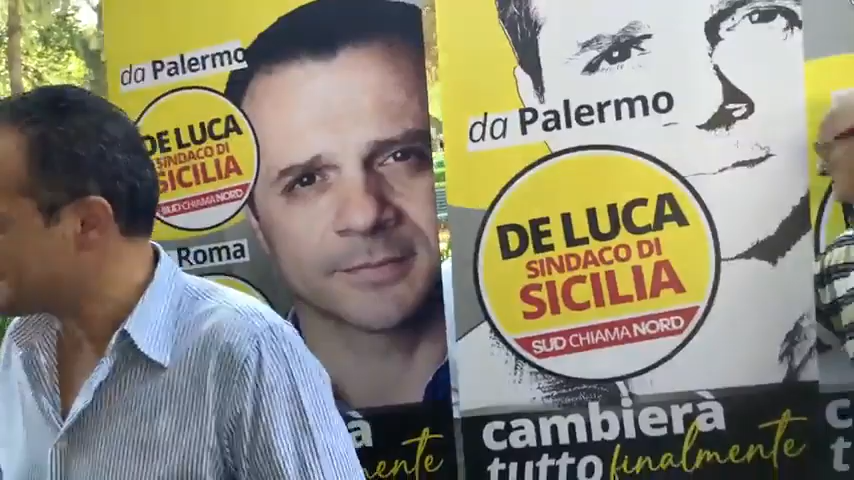 da Palermo
DE LUCA
SINDACO DI
SICILIA
SUD CHIAMA NORD
Roma
à
mente
da Palermo
DE LUCA
SINDACO DI
SICILIA
SUD CHIAMA NORD
cambierà
tutto finalmente
c
t